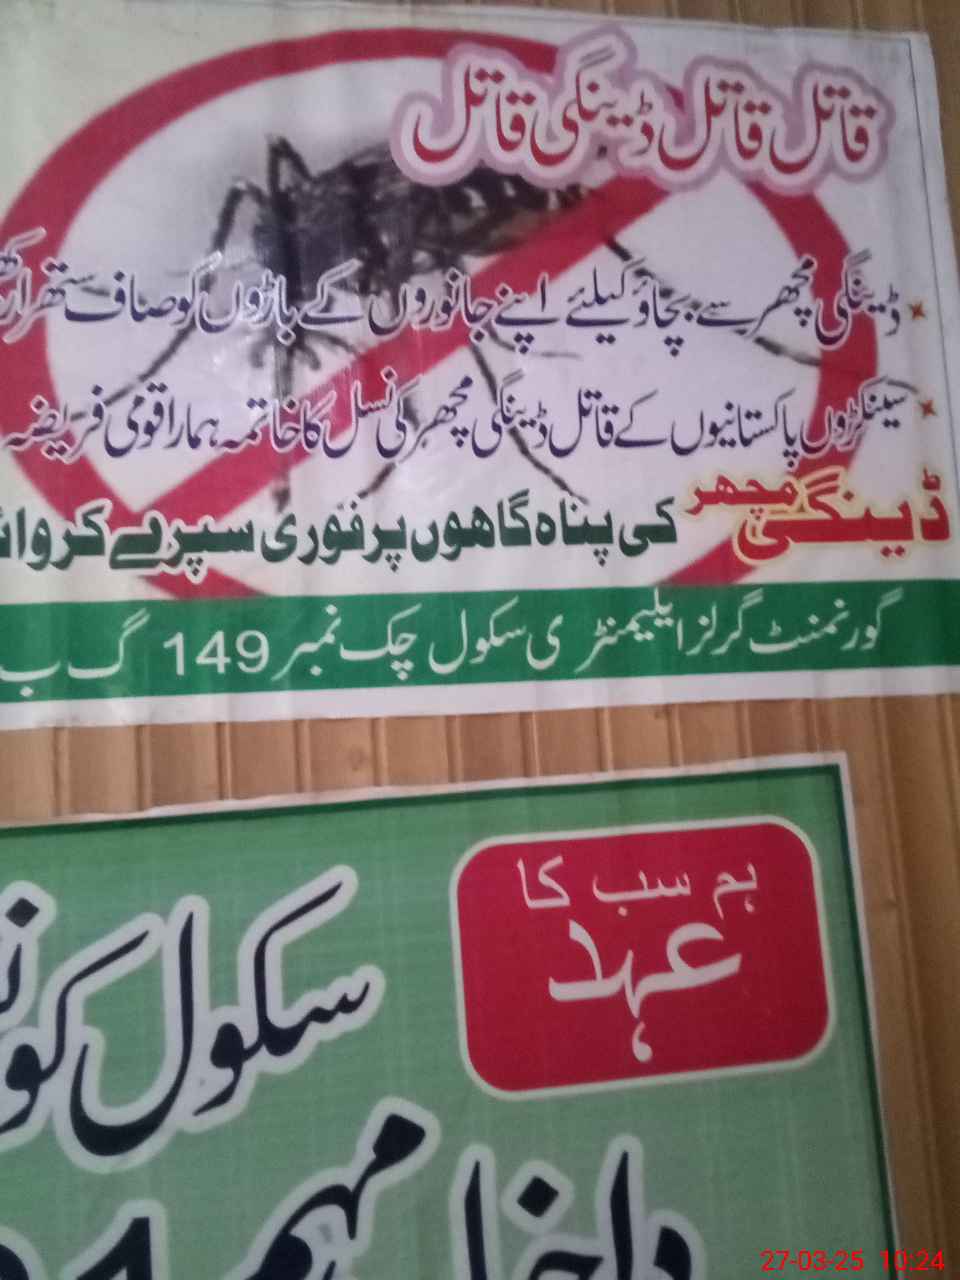 قاتل قاتل ڈینگی قاتل
ڈینگی مچھر سے بچاؤ کیلئے اپنے جانوروں کے باڑوں کو صاف ستھرا
سینکڑوں پاکستانیوں کے قاتل ڈینگی مچھر کی نسل کا خاتمہ ہمارا قومی فریضہ
ڈینگی مچھر کی پناہ گاھوں پر فوری سپرے
گورنمنٹ گرلز ایلیمنٹری سکول چک نمبر 149 گ ب
ہم سب کا
عہد
سکول کو
داخلہ مہم
27-03-25 10:24